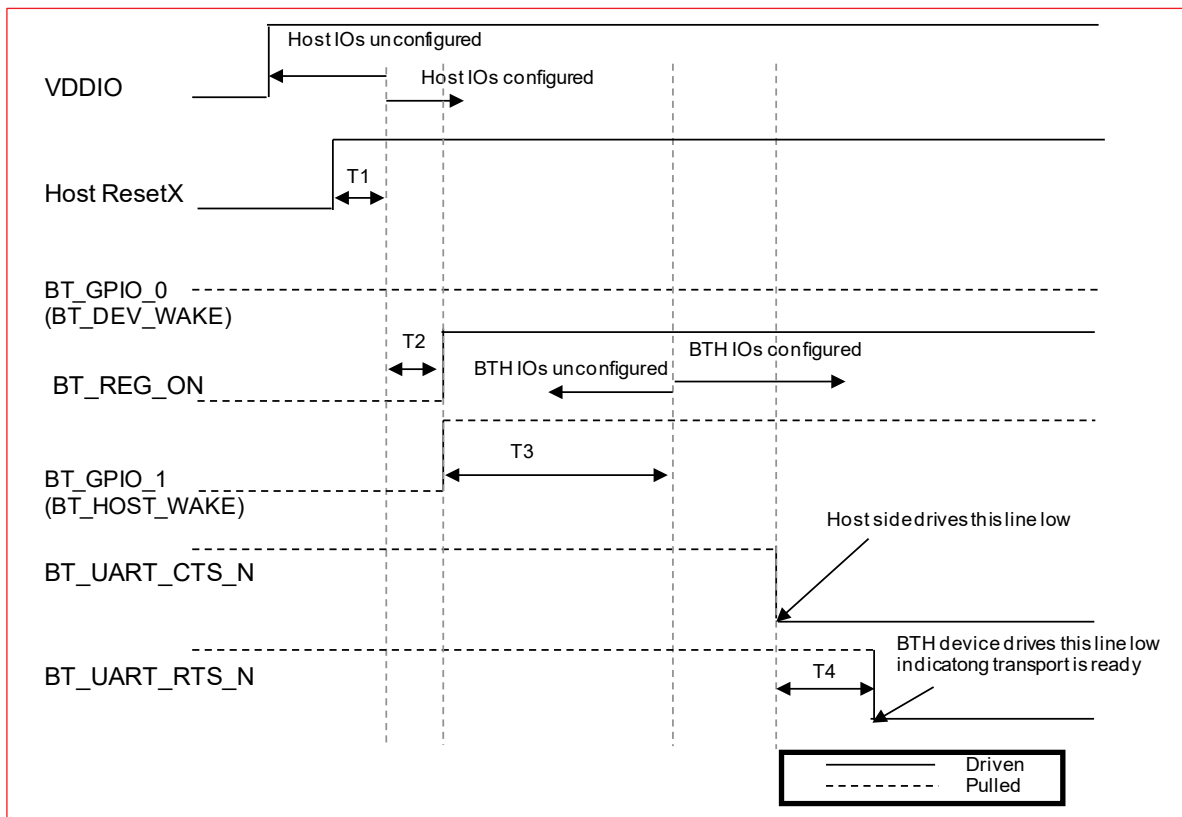 Host IOs unconfigured
VDDIO
Host IOs configured
T1
Host ResetX
BT_GPIO_0
(BT_DEV_WAKE)
T2
BTH IOs configured
BTH IOs unconfigured
BT_REG_ON
T3
BT_GPIO_1
(BT_HOST_WAKE)
Host side drives this line low
BT_UART_CTS_N
BTH device drives this line low
indicatong transport is ready
BT_UART_RTS_N
T4
Driven
Pulled